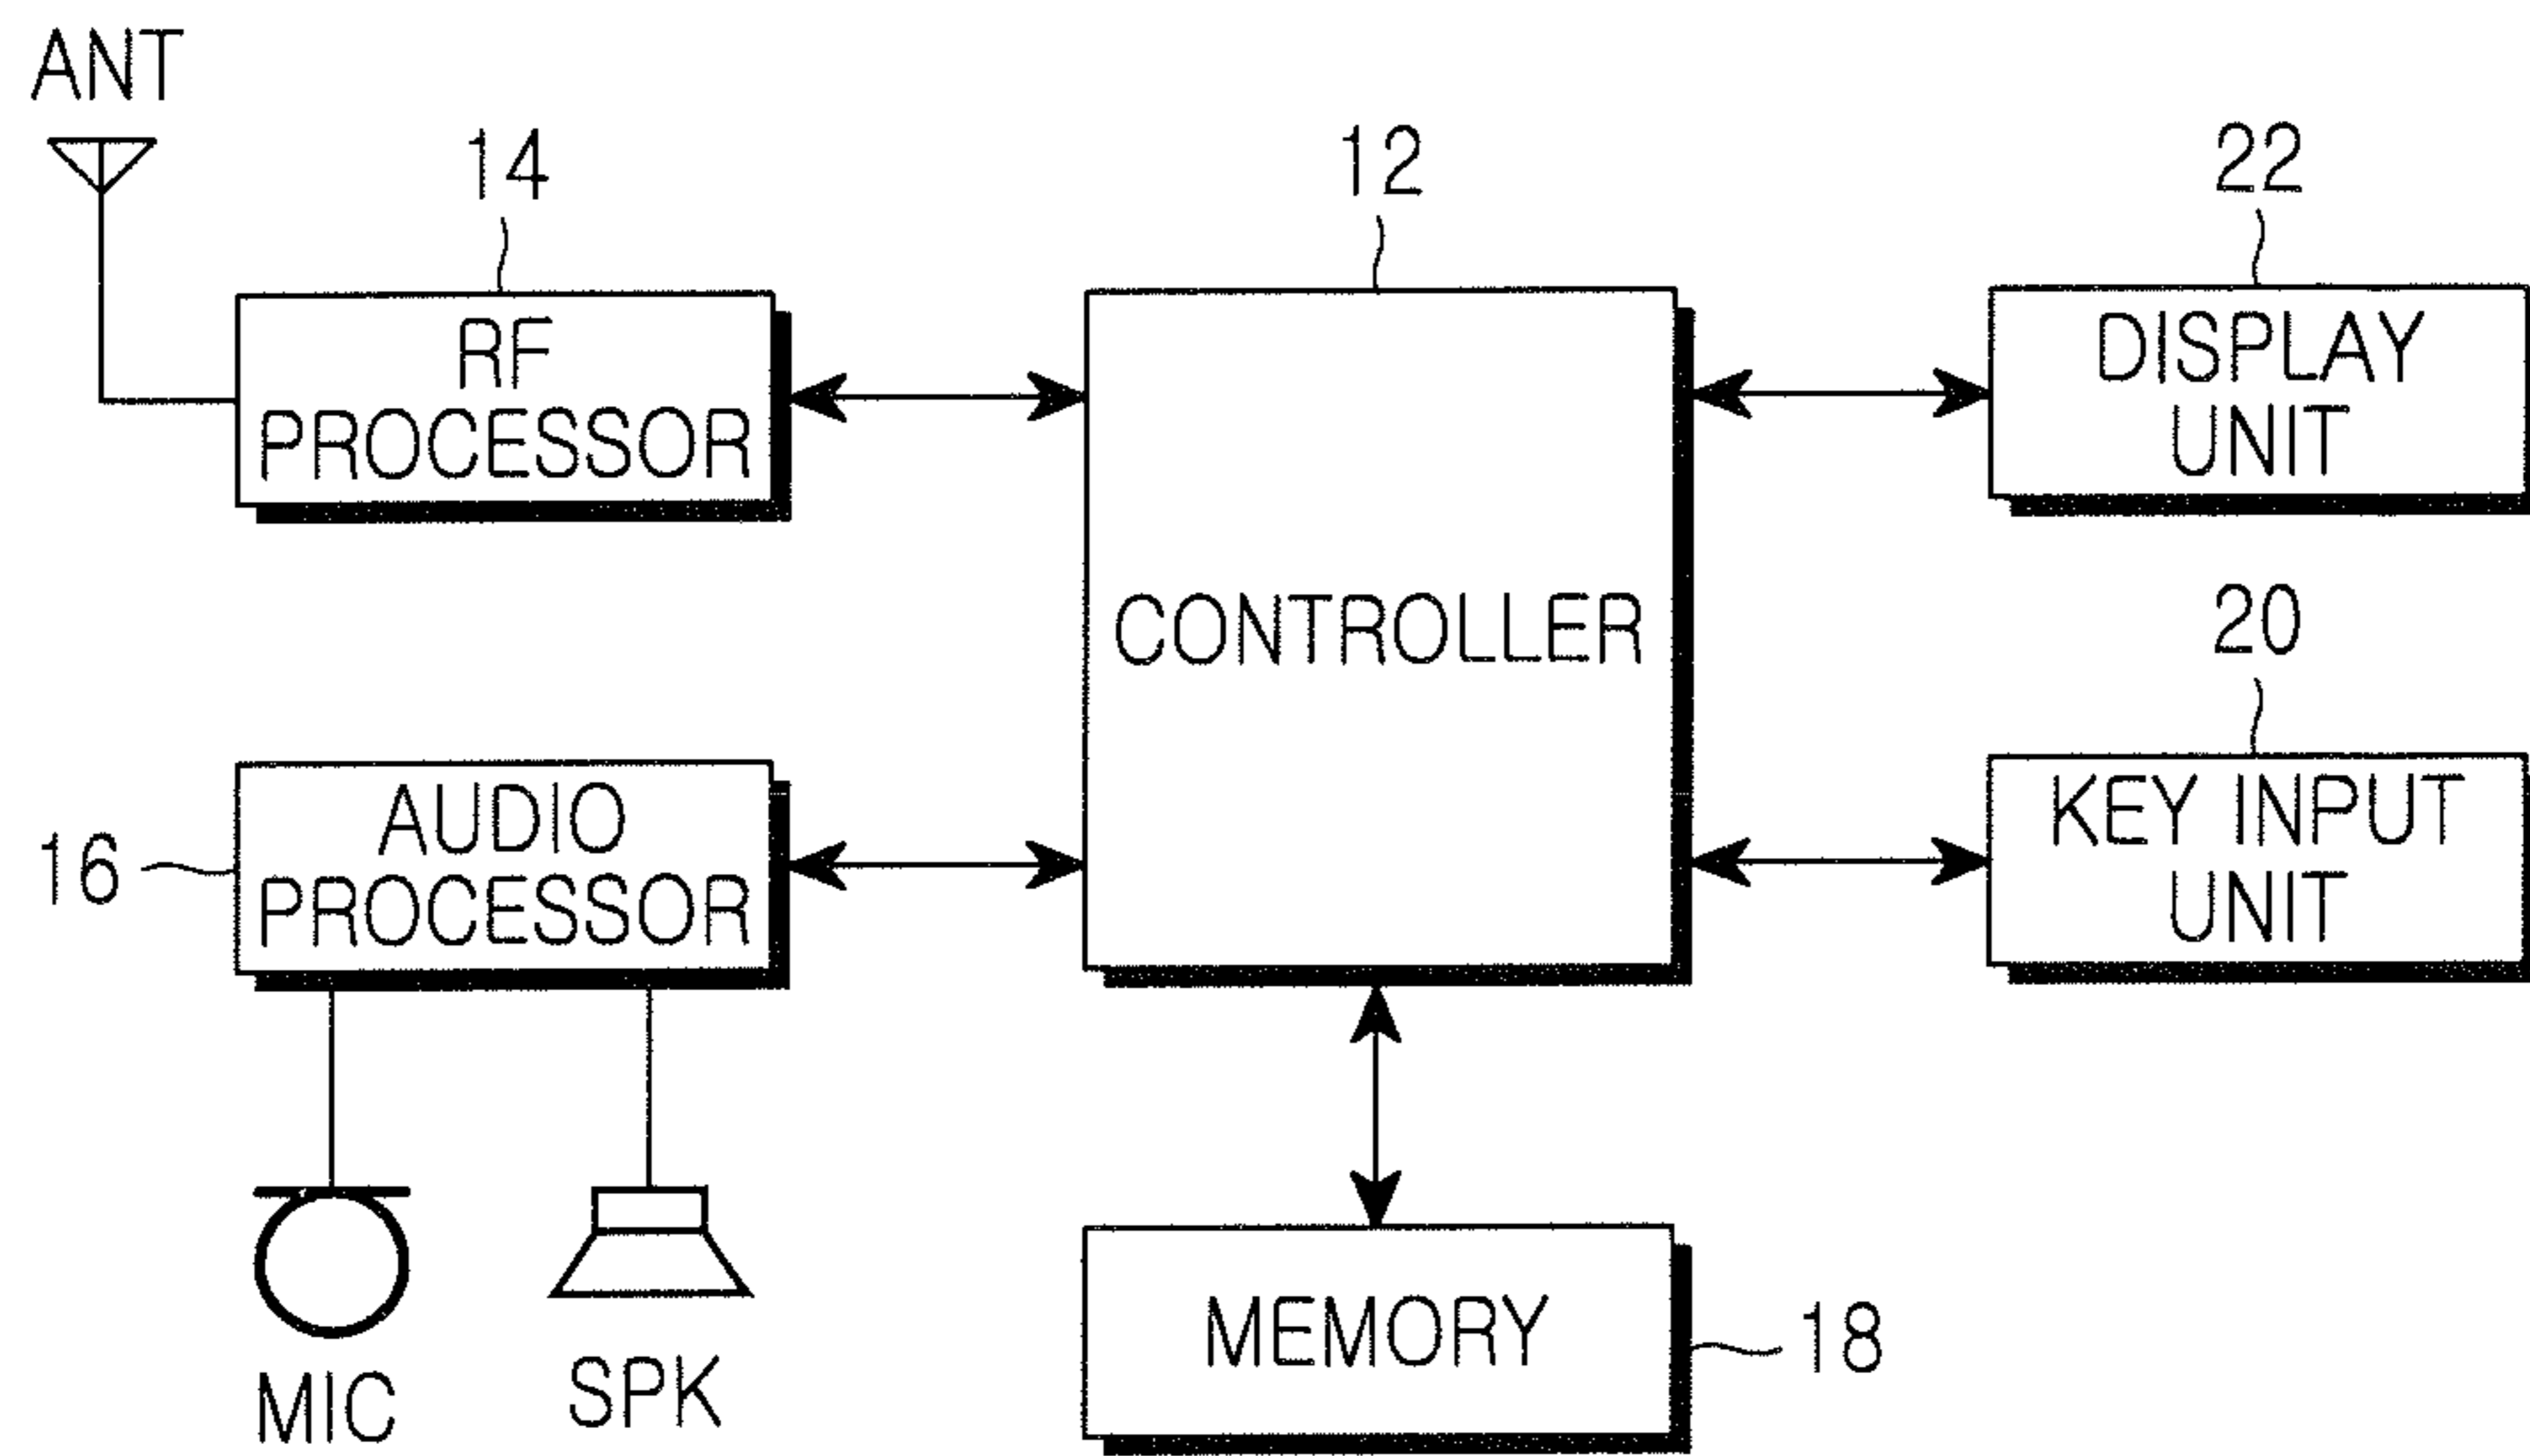 ANT
14
12
22
RF
PROCESSOR
CONTROLLER
DISPLAY
UNIT
20
16
AUDIO
PROCESSOR
KEY INPUT
UNIT
MIC
SPK
MEMORY
18